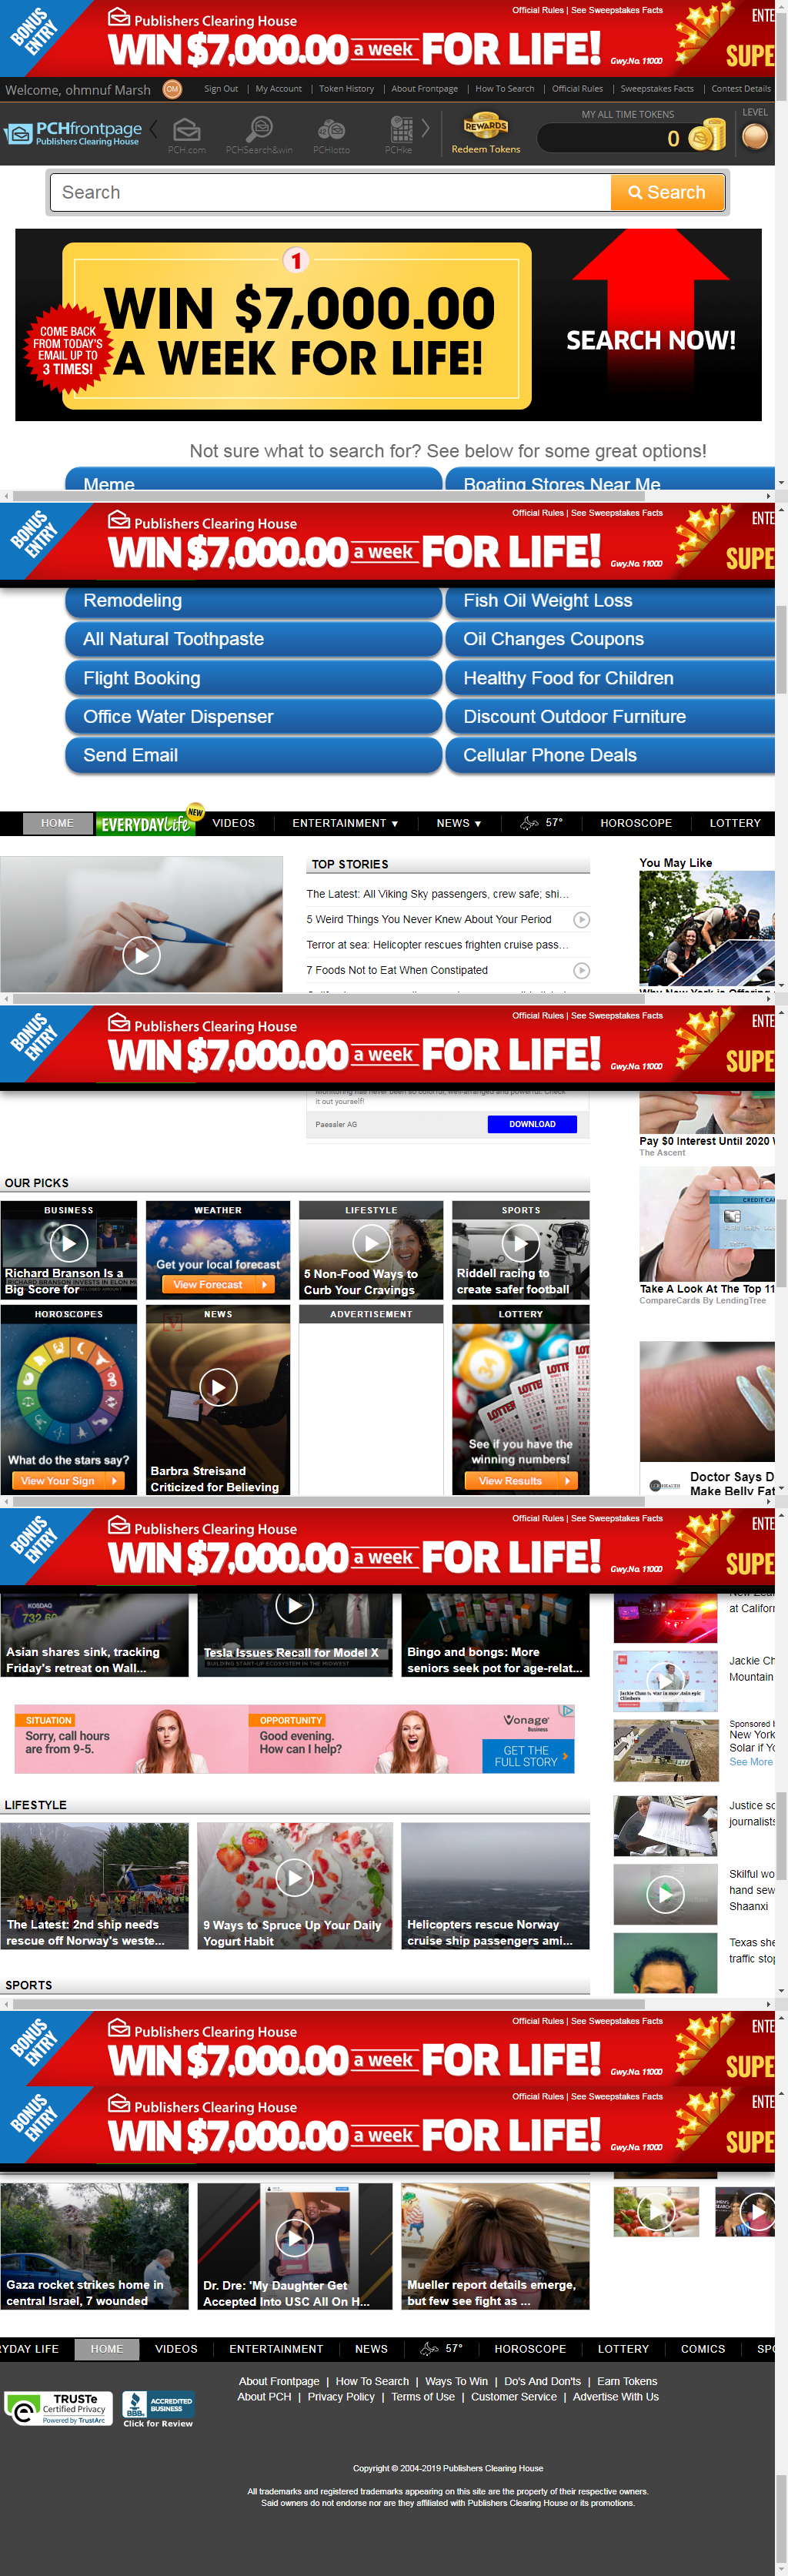 BONUS ENTRY
Publishers Clearing House
Official Rules | See Sweepstakes Facts
WIN $7,000.00 a week FOR LIFE!
Gwy.No. 11000
ENTE
SUPE
Welcome, ohmnuf Marsh
OM
Sign Out | My Account | Token History | About Frontpage | How To Search | Official Rules | Sweepstakes Facts | Contest Details
PCHfrontpage
Publishers Clearing House
PCH.com
PCHSearch&win
PCHlotto
PCHke
REWARDS
Redeem Tokens
MY ALL TIME TOKENS
0
LEVEL
Search
Search
1
WIN $7,000.00
A WEEK FOR LIFE!
COME BACK
FROM TODAY'S
EMAIL UP TO
3 TIMES!
SEARCH NOW!
Not sure what to search for? See below for some great options!
Meme
Boating Stores Near Me
BONUS ENTRY
Publishers Clearing House
Official Rules | See Sweepstakes Facts
WIN $7,000.00 a week FOR LIFE!
Gwy.No. 11000
ENTE
SUPE
Remodeling
Fish Oil Weight Loss
All Natural Toothpaste
Oil Changes Coupons
Flight Booking
Healthy Food for Children
Office Water Dispenser
Discount Outdoor Furniture
Send Email
Cellular Phone Deals
HOME
EVERYDAY Life
NEW
VIDEOS
ENTERTAINMENT ▼
NEWS ▼
57°
HOROSCOPE
LOTTERY
TOP STORIES
The Latest: All Viking Sky passengers, crew safe; shi...
5 Weird Things You Never Knew About Your Period
Terror at sea: Helicopter rescues frighten cruise pass...
7 Foods Not to Eat When Constipated
You May Like
Why New York is Offering
BONUS ENTRY
Publishers Clearing House
Official Rules | See Sweepstakes Facts
WIN $7,000.00 a week FOR LIFE!
Gwy.No. 11000
ENTE
SUPE
Monitoring has never been so colorful, well-arranged and powerful. Check
it out yourself!
Paessler AG
DOWNLOAD
Pay $0 Interest Until 2020
The Ascent
CREDIT CA
Take A Look At The Top 11
CompareCards By LendingTree
OUR PICKS
BUSINESS
Richard Branson Is a
Big Score for
WEATHER
Get your local forecast
View Forecast
LIFESTYLE
5 Non-Food Ways to
Curb Your Cravings
SPORTS
Riddell racing to
create safer football
HOROSCOPES
What do the stars say?
View Your Sign
NEWS
Barbra Streisand
Criticized for Believing
ADVERTISEMENT
LOTTERY
See if you have the
winning numbers!
View Results
Doctor Says D
Make Belly Fat
BONUS ENTRY
Publishers Clearing House
Official Rules | See Sweepstakes Facts
WIN $7,000.00 a week FOR LIFE!
Gwy.No. 11000
ENTE
SUPE
KOSDAQ
Asian shares sink, tracking
Friday's retreat on Wall...
Tesla Issues Recall for Model X
BUILDING START-UP ECOSYSTEM IN THE MIDWEST
Bingo and bongs: More
seniors seek pot for age-relat...
at Califor
Jackie Ch
Mountain
SITUATION
Sorry, call hours
are from 9-5.
OPPORTUNITY
Good evening.
How can I help?
Vonage
Business
GET THE
FULL STORY
Sponsored
New York
Solar if Yo
See More
LIFESTYLE
Justice sc
journalists
The Latest: 2nd ship needs
rescue off Norway's weste...
9 Ways to Spruce Up Your Daily
Yogurt Habit
Helicopters rescue Norway
cruise ship passengers ami...
Skilful wo
hand sew
Shaanxi
Texas she
traffic stop
SPORTS
BONUS ENTRY
Publishers Clearing House
Official Rules | See Sweepstakes Facts
WIN $7,000.00 a week FOR LIFE!
Gwy.No. 11000
ENTE
SUPE
BONUS ENTRY
Publishers Clearing House
Official Rules | See Sweepstakes Facts
WIN $7,000.00 a week FOR LIFE!
Gwy.No. 11000
ENTE
SUPE
Gaza rocket strikes home in
central Israel, 7 wounded
Dr. Dre: 'My Daughter Get
Accepted Into USC All On H...
Mueller report details emerge,
but few see fight as ...
RYDAY LIFE
HOME
VIDEOS
ENTERTAINMENT
NEWS
57°
HOROSCOPE
LOTTERY
COMICS
SPO
About Frontpage | How To Search | Ways To Win | Do's And Don'ts | Earn Tokens
About PCH | Privacy Policy | Terms of Use | Customer Service | Advertise With Us
TRUSTe
Certified Privacy
Powered by TrustArc
BBB
ACCREDITED
BUSINESS
Click for Review
Copyright © 2004-2019 Publishers Clearing House
All trademarks and registered trademarks appearing on this site are the property of their respective owners.
Said owners do not endorse nor are they affiliated with Publishers Clearing House or its promotions.